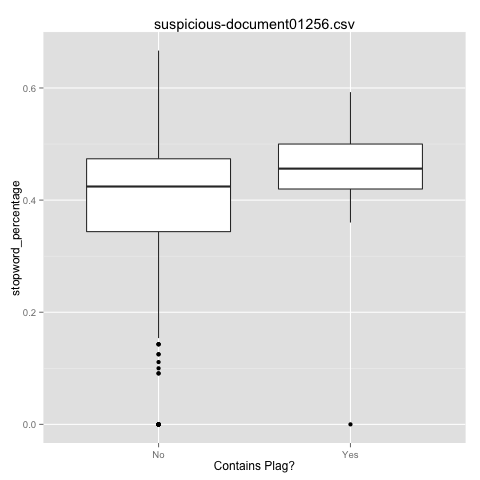 suspicious-document01256.csv
stopword_percentage
0.6
0.4
0.2
0.0
No Yes
Contains Plag?